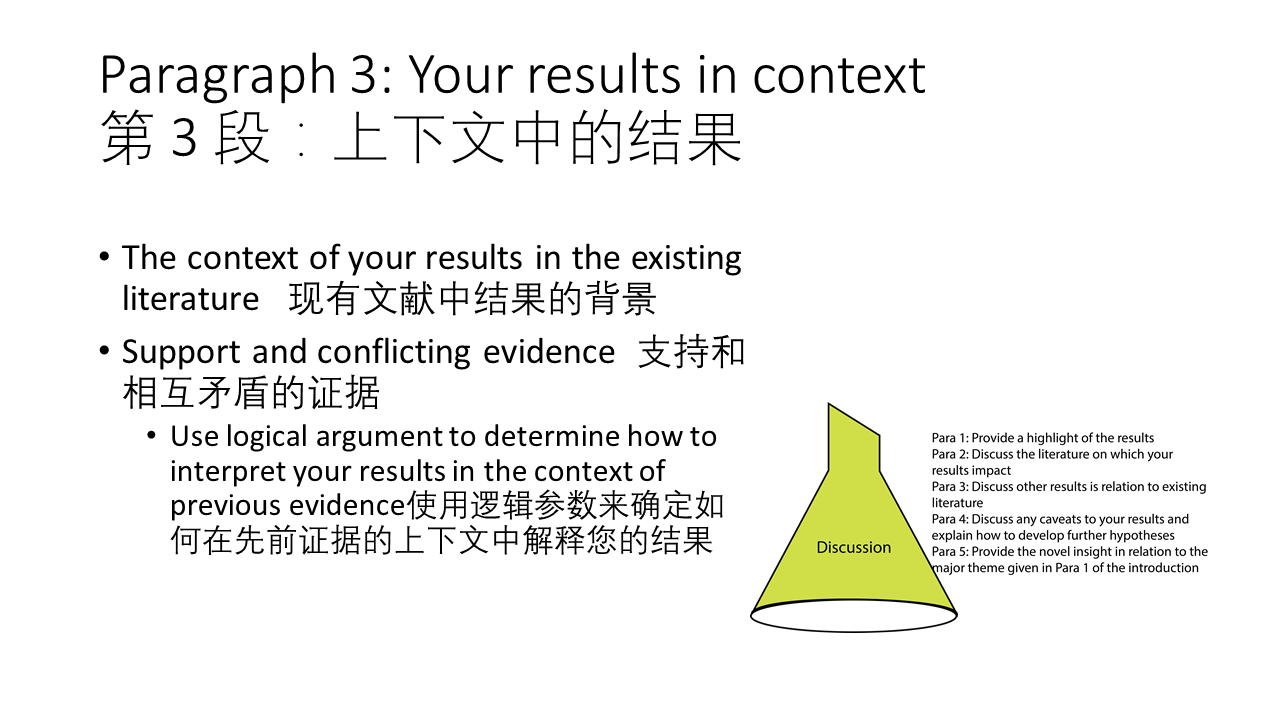 Paragraph 3: Your results in context
第 3 段：上下文中的结果
• The context of your results in the existing
literature 现有文献中结果的背景
• Support and conflicting evidence 支持和
相互矛盾的证据
• Use logical argument to determine how to
interpret your results in the context of
previous evidence使用逻辑参数来确定如
何在先前证据的上下文中解释您的结果
Discussion
Para 1: Provide a highlight of the results
Para 2: Discuss the literature on which your
results impact
Para 3: Discuss other results is relation to existing
literature
Para 4: Discuss any caveats to your results and
explain how to develop further hypotheses
Para 5: Provide the novel insight in relation to the
major theme given in Para 1 of the introduction